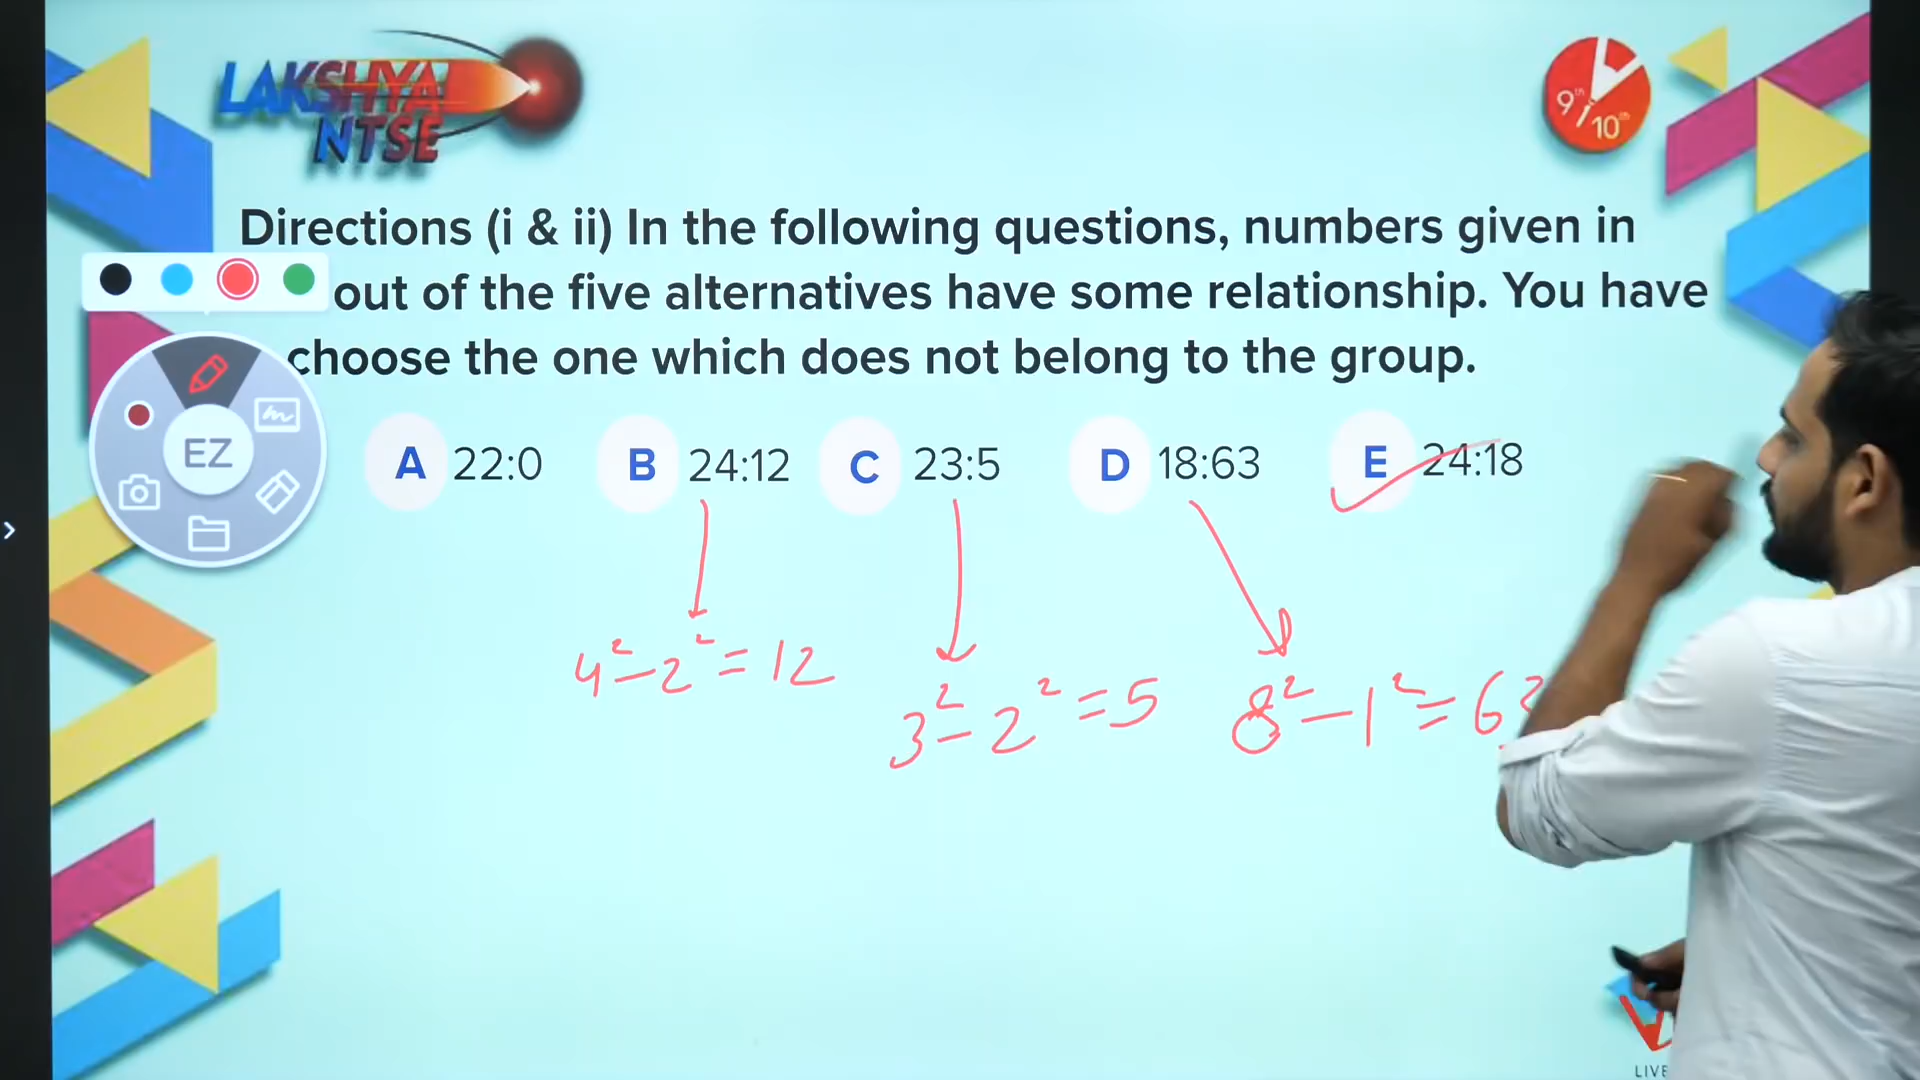 LAKSHYA
NTSE
9th/10th
Directions (i & ii) In the following questions, numbers given in
out of the five alternatives have some relationship. You have
choose the one which does not belong to the group.
EZ
A 22:0 B 24:12 C 23:5 D 18:63 E 24:18
4²-2²=12
3²-2²=5
8²-1²=63
LIVE